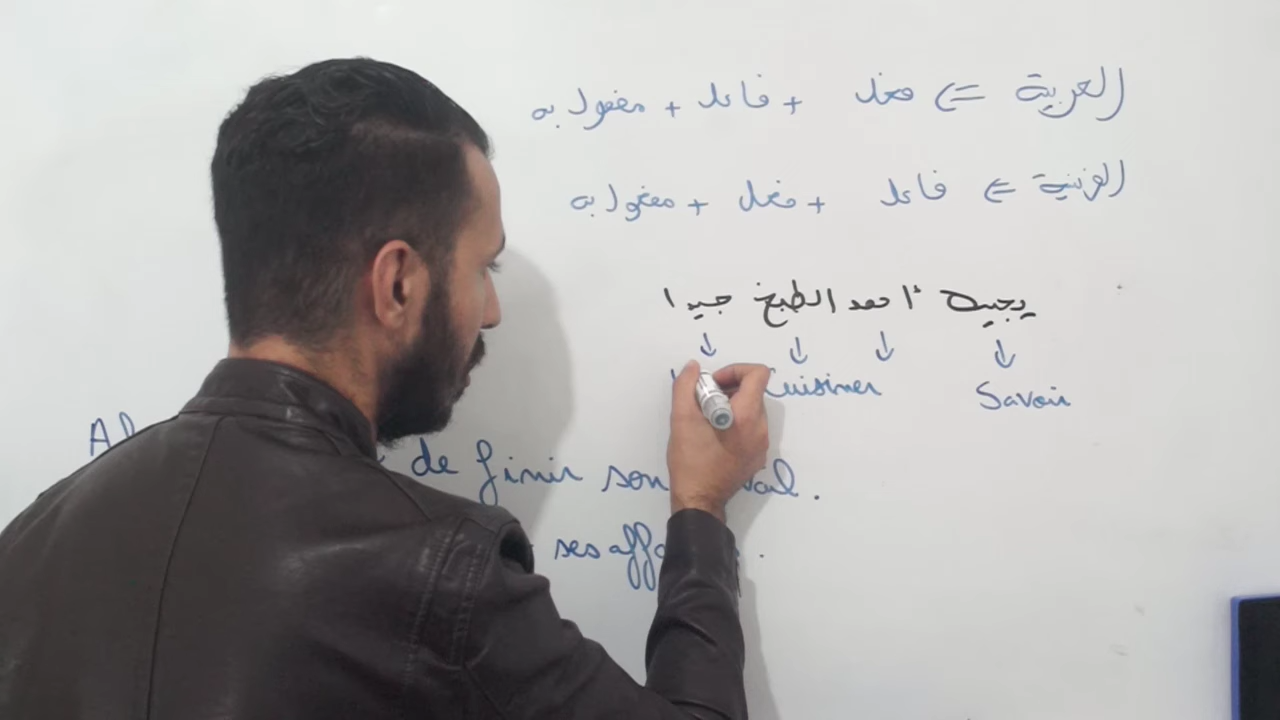 العربية <= فعل + فاعل + مفعول به
الفرنسية <= فاعل + فعل + مفعول به
يجيد أحمد الطبخ جيدا
↓ ↓ ↓ ↓
Cuisiner Savoir
de finir son
ses